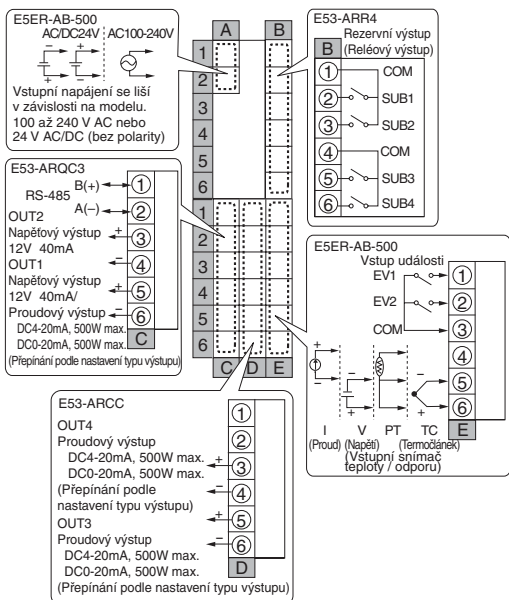 E5ER-AB-500
AC/DC24V AC100-240V
− + − +
+ − + −
Vstupní napájení se liší
v závislosti na modelu.
100 až 240 V AC nebo
24 V AC/DC (bez polarity)
A B
1
2
3
4
5
6
1
2
3
4
5
6
C D E
E53-ARR4
Rezervní výstup
(Reléový výstup)
B
1 COM
2 SUB1
3 SUB2
4 COM
5 SUB3
6 SUB4
E53-ARQC3
B(+) 1
RS-485
A(−) 2
OUT2
Napěťový výstup + 3
12V 40mA
OUT1 − 4
Napěťový výstup
12V 40mA/ + 5
Proudový výstup − 6
DC4-20mA, 500W max.
DC0-20mA, 500W max. C
(Přepínání podle nastavení typu výstupu)
E5ER-AB-500
Vstup události
EV1 1
EV2 2
COM 3
4
5
6
E
+ − − + − +
I V PT TC
(Proud) (Napětí) (Termočlánek)
(Vstupní snímač
teploty / odporu)
E53-ARCC
1
OUT4
Proudový výstup 2
DC4-20mA, 500W max. + 3
DC0-20mA, 500W max.
(Přepínání podle − 4
nastavení typu výstupu)
OUT3 + 5
Proudový výstup − 6
DC4-20mA, 500W max.
DC0-20mA, 500W max. D
(Přepínání podle nastavení typu výstupu)